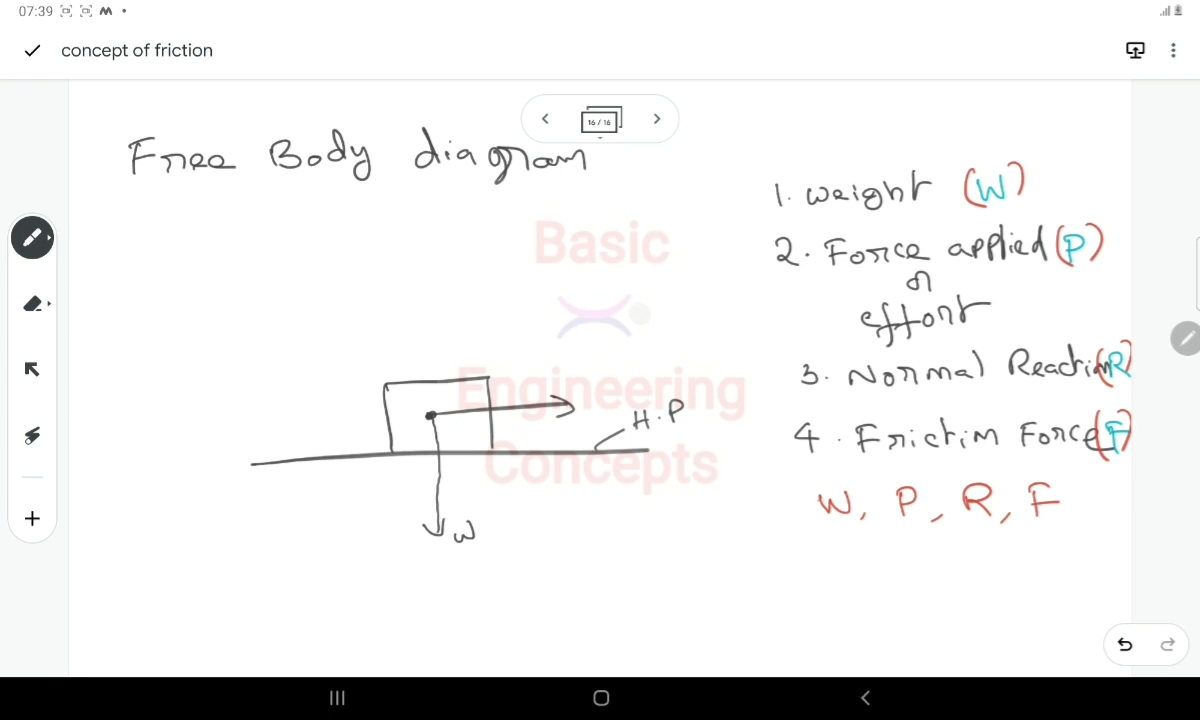 07:39
concept of friction
16 / 16
Free Body diagram
Basic
Engineering
Concepts
1. weight (W)
2. Force applied (P)
or
effort
3. Normal Reaction (R)
4. Friction Force (F)
W, P, R, F
H.P
W